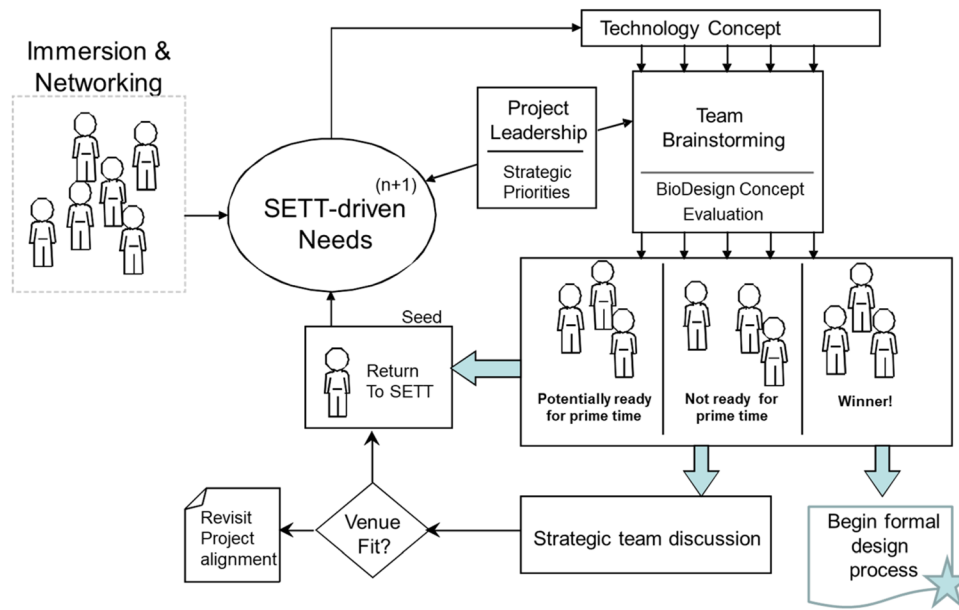 Immersion &
Networking
Technology Concept
Project
Leadership
Strategic
Priorities
Team
Brainstorming
BioDesign Concept
Evaluation
(n+1)
SETT-driven
Needs
Seed
Return
To SETT
Potentially ready
for prime time
Not ready for
prime time
Winner!
Revisit
Project
alignment
Venue
Fit?
Strategic team discussion
Begin formal
design
process